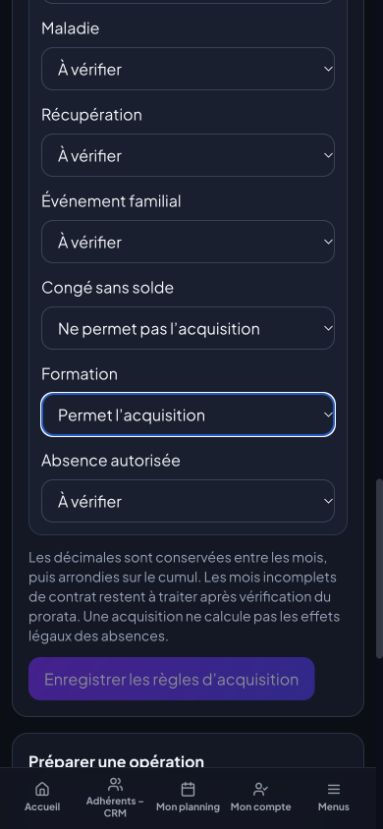 Maladie
À vérifier
Récupération
À vérifier
Événement familial
À vérifier
Congé sans solde
Ne permet pas l'acquisition
Formation
Permet l'acquisition
Absence autorisée
À vérifier
Les décimales sont conservées entre les mois,
puis arrondies sur le cumul. Les mois incomplets
de contrat restent à traiter après vérification du
prorata. Une acquisition ne calcule pas les effets
légaux des absences.
Enregistrer les règles d'acquisition
Préparer une opération
Accueil
Adhérents –
CRM
Mon planning
Mon compte
Menus